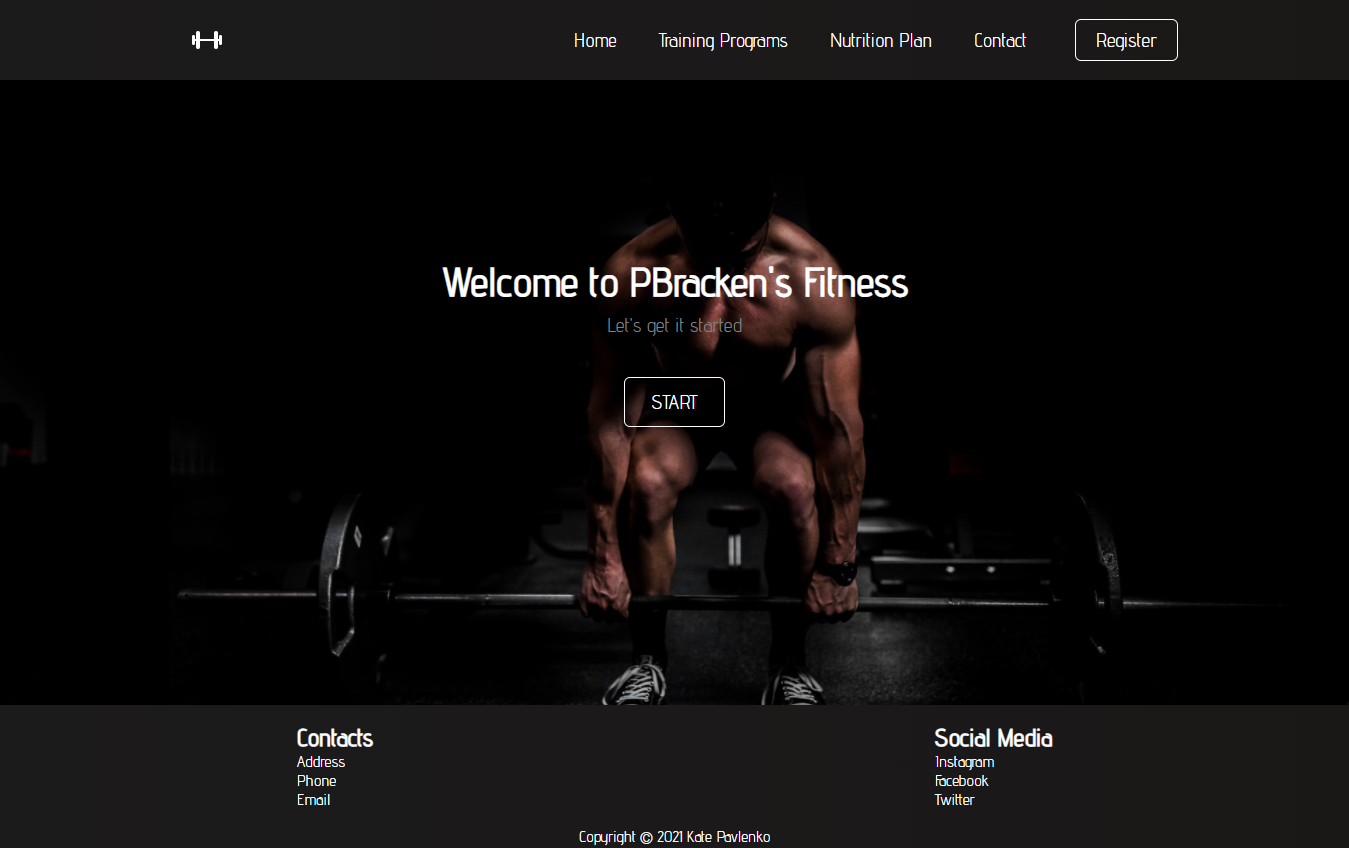 Home Training Programs Nutrition Plan Contact Register
Welcome to PBracken's Fitness
Let's get it started
START
Contacts
Address
Phone
Email
Social Media
Instagram
Facebook
Twitter
Copyright © 2021 Kate Pavlenko